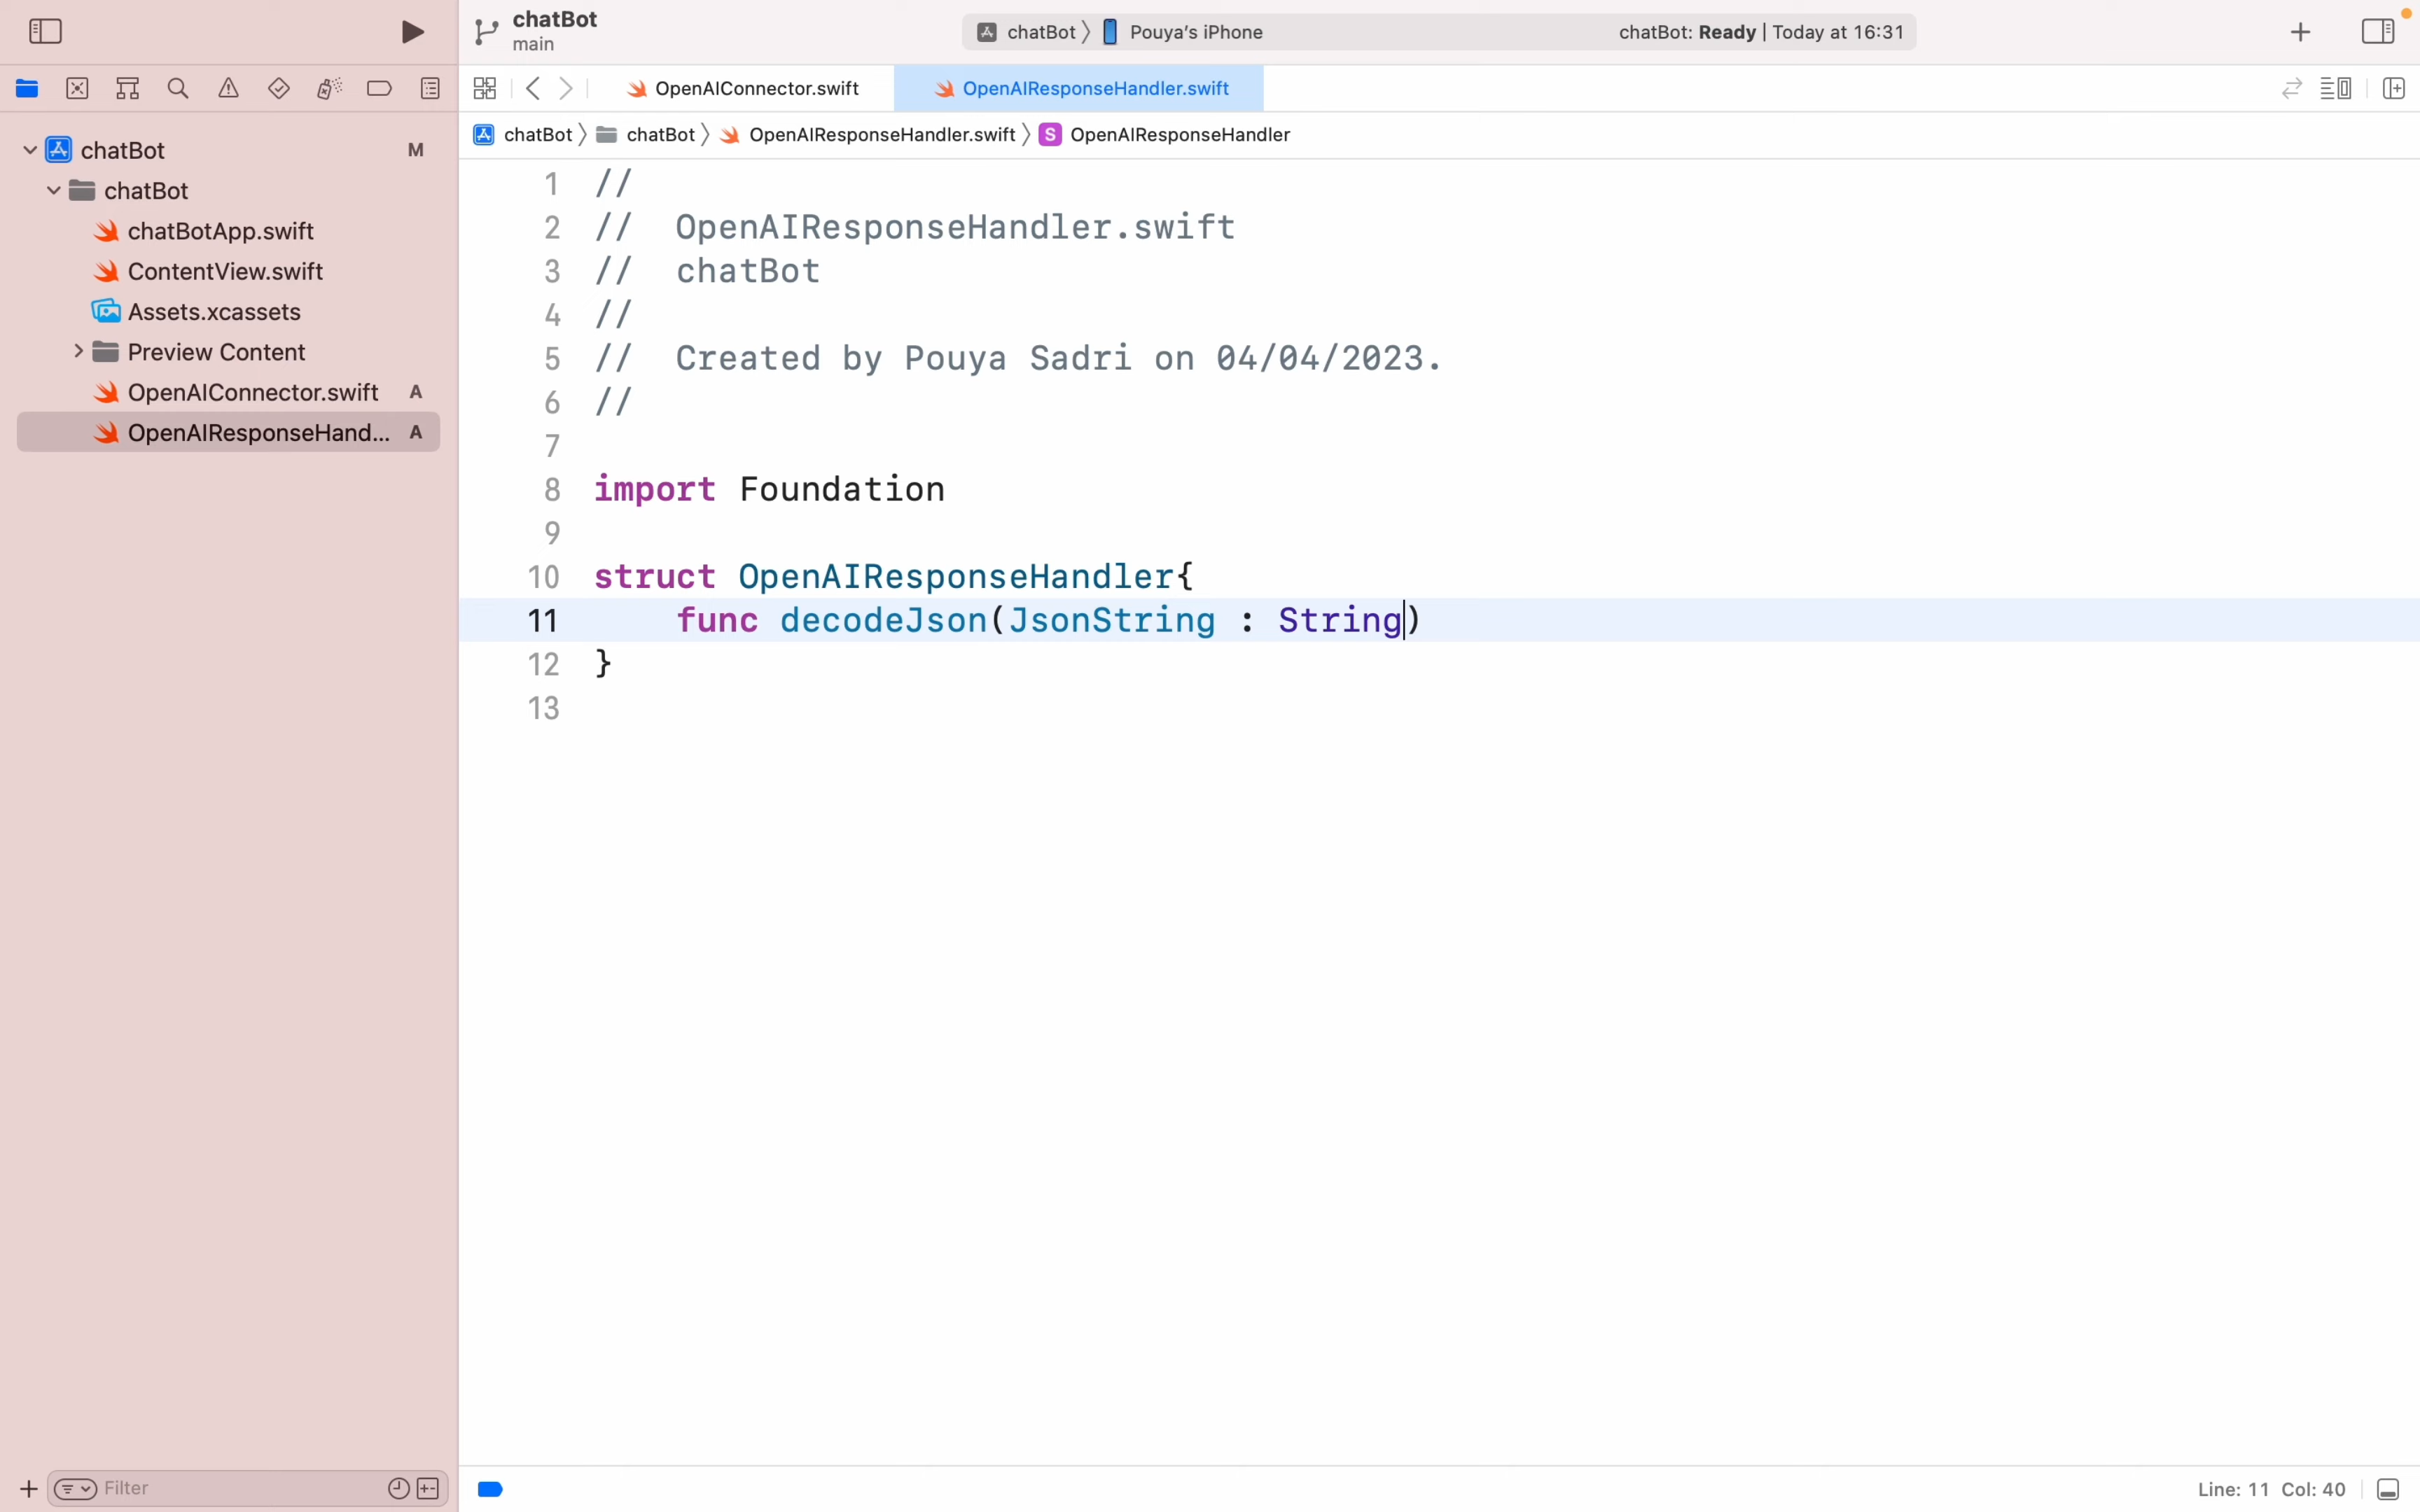 chatBot
main
chatBot
Pouya's iPhone
chatBot: Ready | Today at 16:31
OpenAIConnector.swift
OpenAIResponseHandler.swift
chatBot
chatBot
OpenAIResponseHandler.swift
S
OpenAIResponseHandler
chatBot
M
chatBot
chatBotApp.swift
ContentView.swift
Assets.xcassets
Preview Content
OpenAIConnector.swift
A
OpenAIResponseHand...
A
1 //
2 //  OpenAIResponseHandler.swift
3 //  chatBot
4 //
5 //  Created by Pouya Sadri on 04/04/2023.
6 //
7
8 import Foundation
9
10 struct OpenAIResponseHandler{
11     func decodeJson(JsonString : String)
12 }
13
Filter
Line: 11 Col: 40